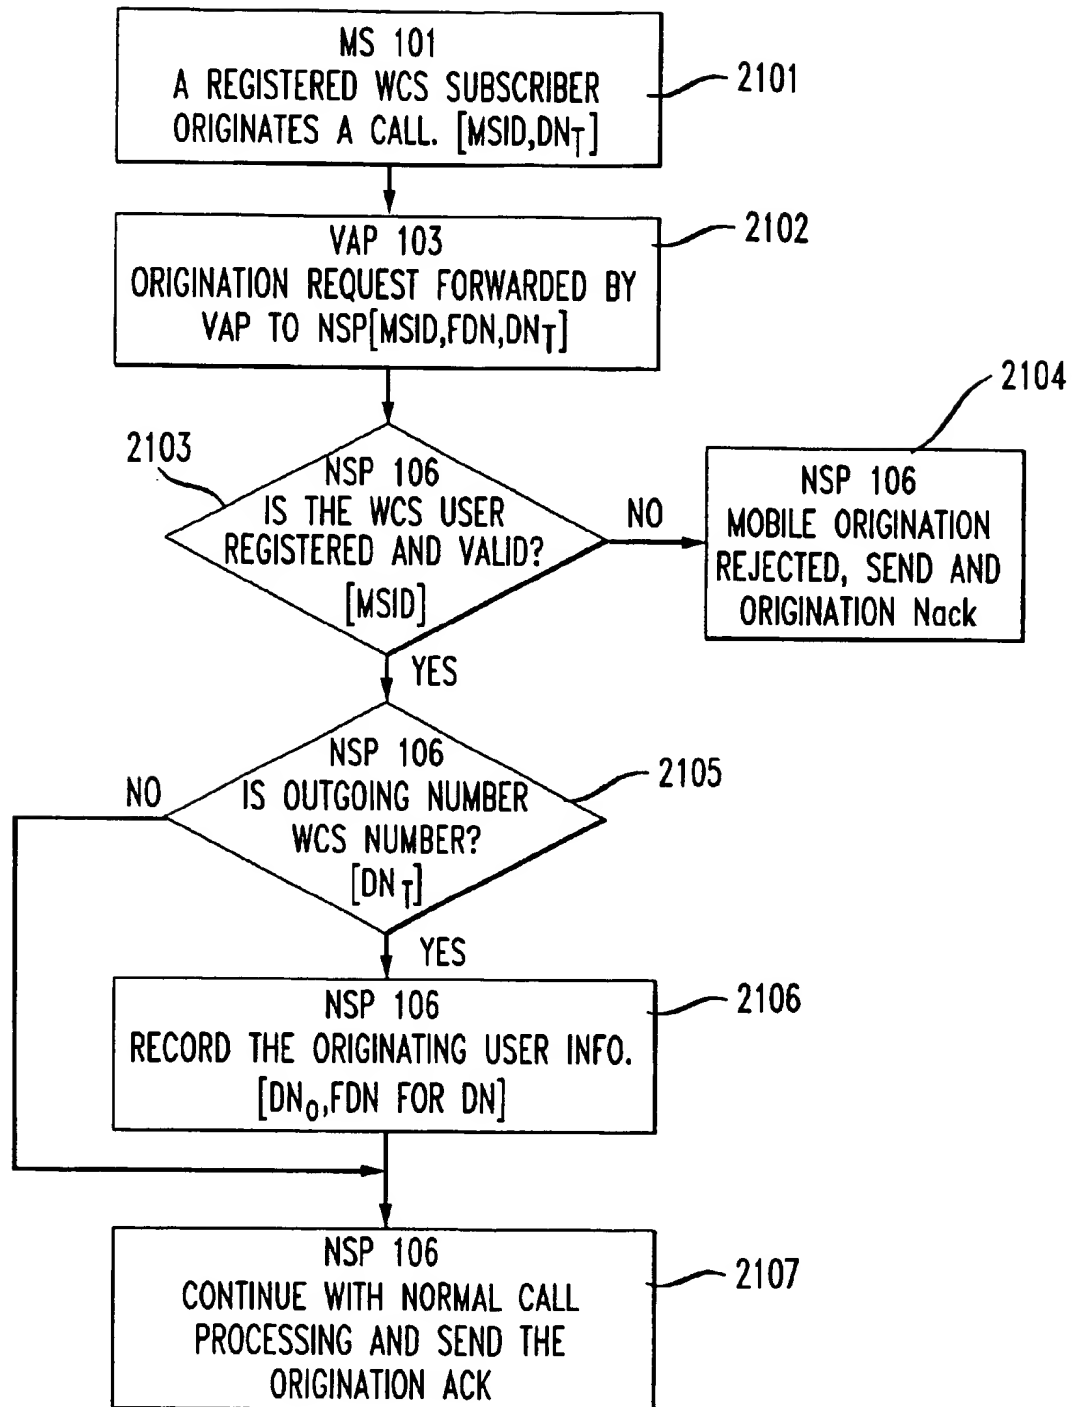 MS 101
A REGISTERED WCS SUBSCRIBER
ORIGINATES A CALL. [MSID,DNT]
2101
VAP 103
ORIGINATION REQUEST FORWARDED BY
VAP TO NSP[MSID,FDN,DNT]
2102
2103
NSP 106
IS THE WCS USER
REGISTERED AND VALID?
[MSID]
NO
2104
NSP 106
MOBILE ORIGINATION
REJECTED, SEND AND
ORIGINATION Nack
YES
NSP 106
IS OUTGOING NUMBER
WCS NUMBER?
[DNT]
2105
NO
YES
NSP 106
RECORD THE ORIGINATING USER INFO.
[DNO,FDN FOR DN]
2106
NSP 106
CONTINUE WITH NORMAL CALL
PROCESSING AND SEND THE
ORIGINATION ACK
2107